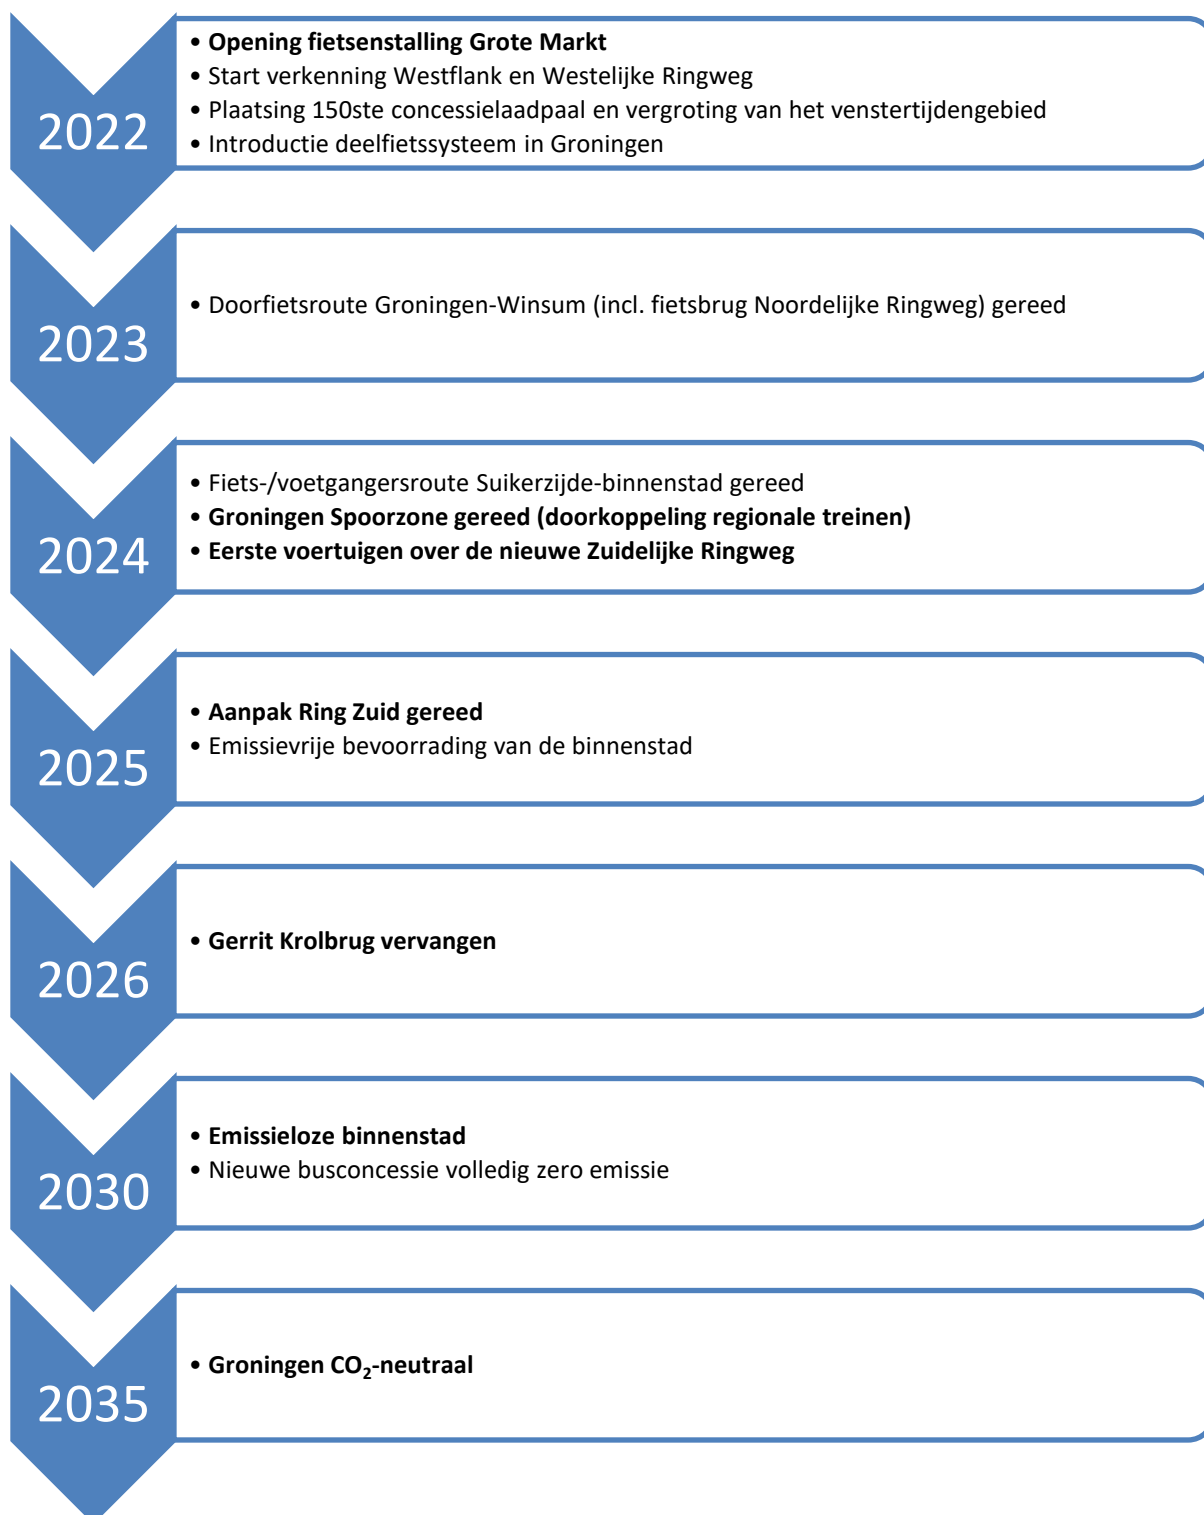 2022
• Opening fietsenstalling Grote Markt
• Start verkenning Westflank en Westelijke Ringweg
• Plaatsing 150ste concessielaadpaal en vergroting van het venstertijdengebied
• Introductie deelfietssysteem in Groningen
2023
• Doorfietsroute Groningen-Winsum (incl. fietsbrug Noordelijke Ringweg) gereed
2024
• Fiets-/voetgangersroute Suikerzijde-binnenstad gereed
• Groningen Spoorzone gereed (doorkoppeling regionale treinen)
• Eerste voertuigen over de nieuwe Zuidelijke Ringweg
2025
• Aanpak Ring Zuid gereed
• Emissievrije bevoorrading van de binnenstad
2026
• Gerrit Krolbrug vervangen
2030
• Emissieloze binnenstad
• Nieuwe busconcessie volledig zero emissie
2035
• Groningen CO₂-neutraal